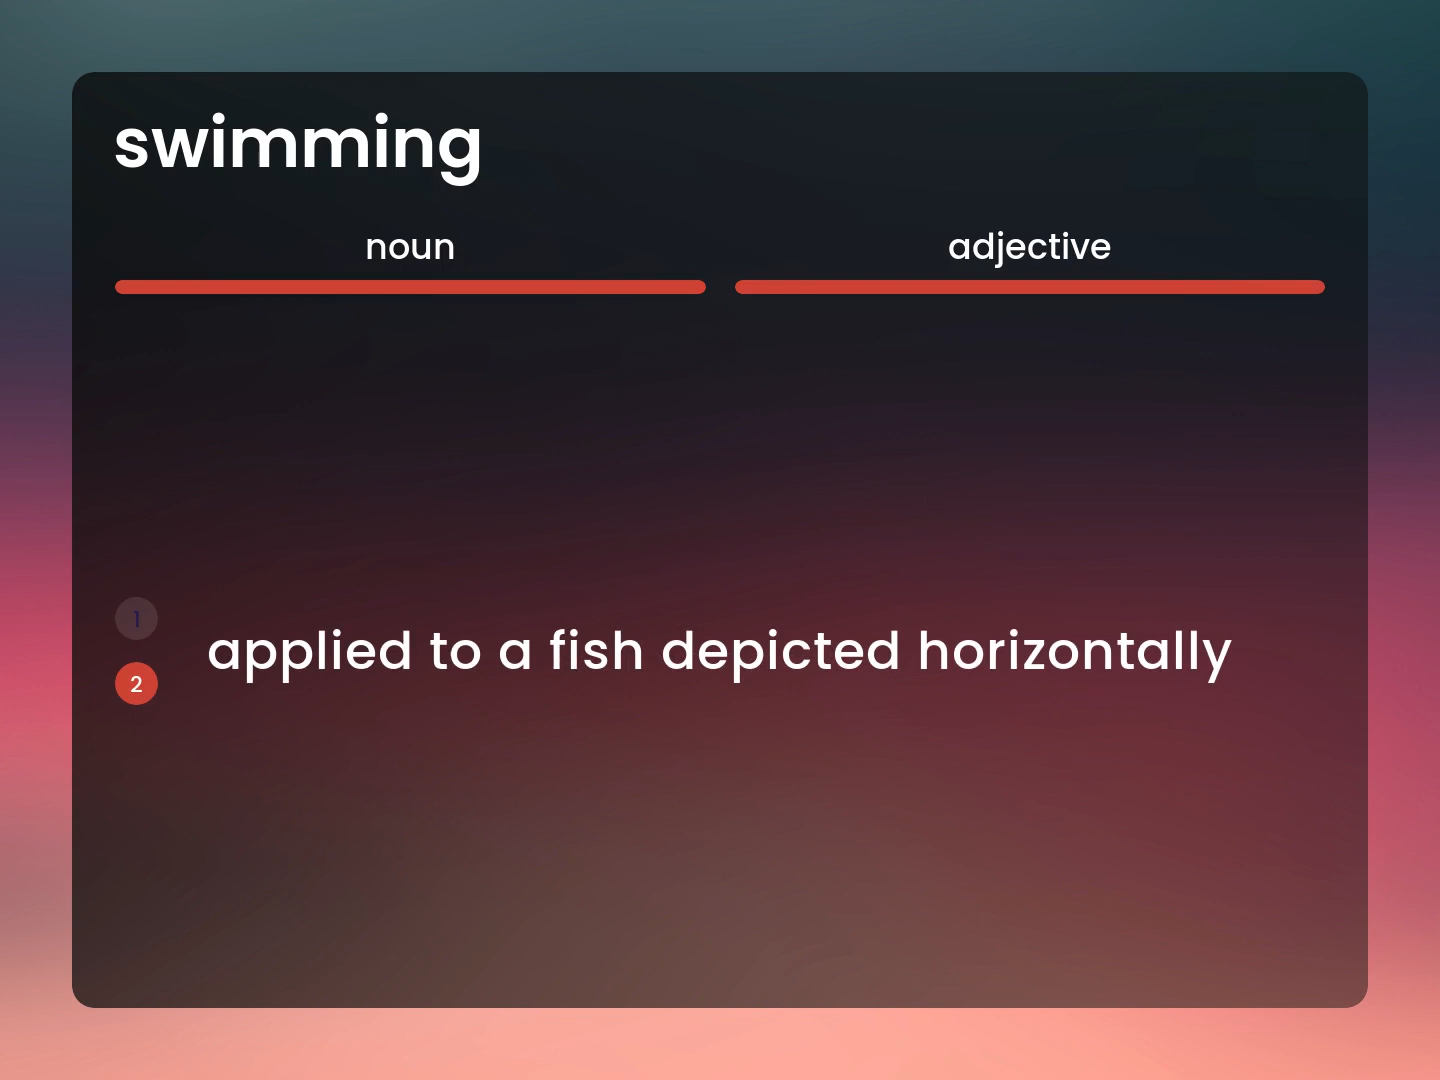 swimming
noun
adjective
1
2
applied to a fish depicted horizontally